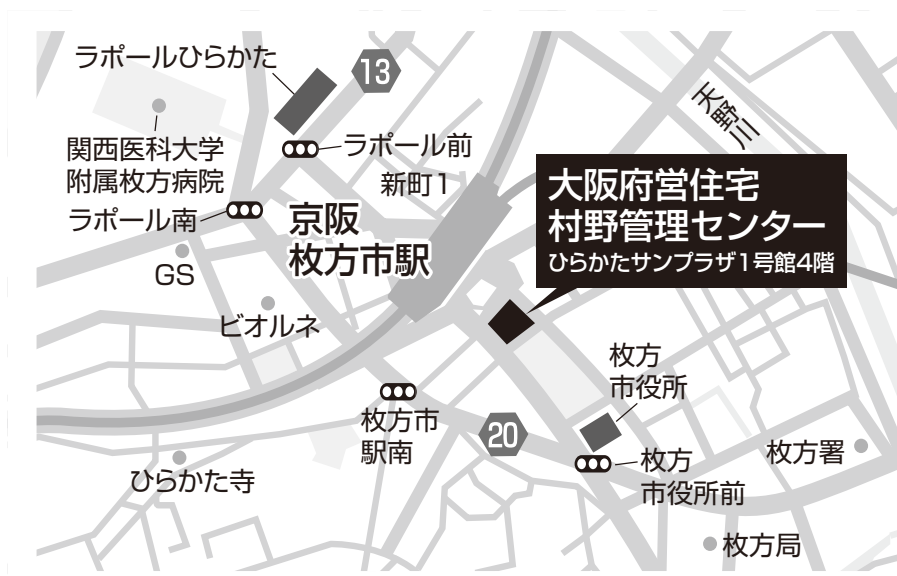 ラポールひらかた
13
天野川
関西医科大学
附属枚方病院
ラポール前
新町1
ラポール南
大阪府営住宅
村野管理センター
ひらかたサンプラザ1号館4階
京阪
枚方市駅
GS
ビオルネ
枚方
市役所
枚方市
駅南
20
枚方
市役所前
枚方署
ひらかた寺
枚方局